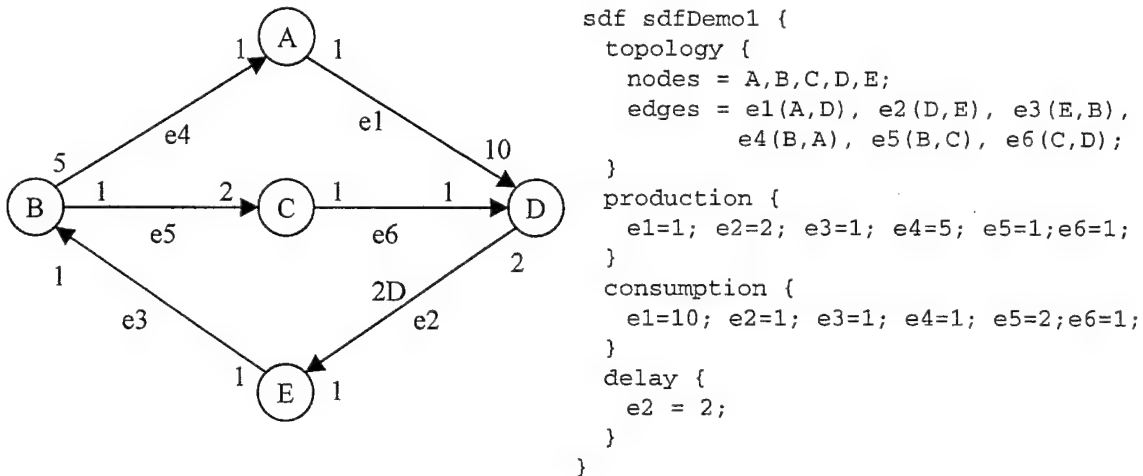 A
1
1
e4
e1
5
10
B
1
2
C
1
1
D
e5
e6
1
2
2D
e3
e2
1
E
1
sdf sdfDemo1 {
topology {
nodes = A,B,C,D,E;
edges = e1(A,D), e2(D,E), e3(E,B),
e4(B,A), e5(B,C), e6(C,D);
}
production {
e1=1; e2=2; e3=1; e4=5; e5=1;e6=1;
}
consumption {
e1=10; e2=1; e3=1; e4=1; e5=2;e6=1;
}
delay {
e2 = 2;
}
}